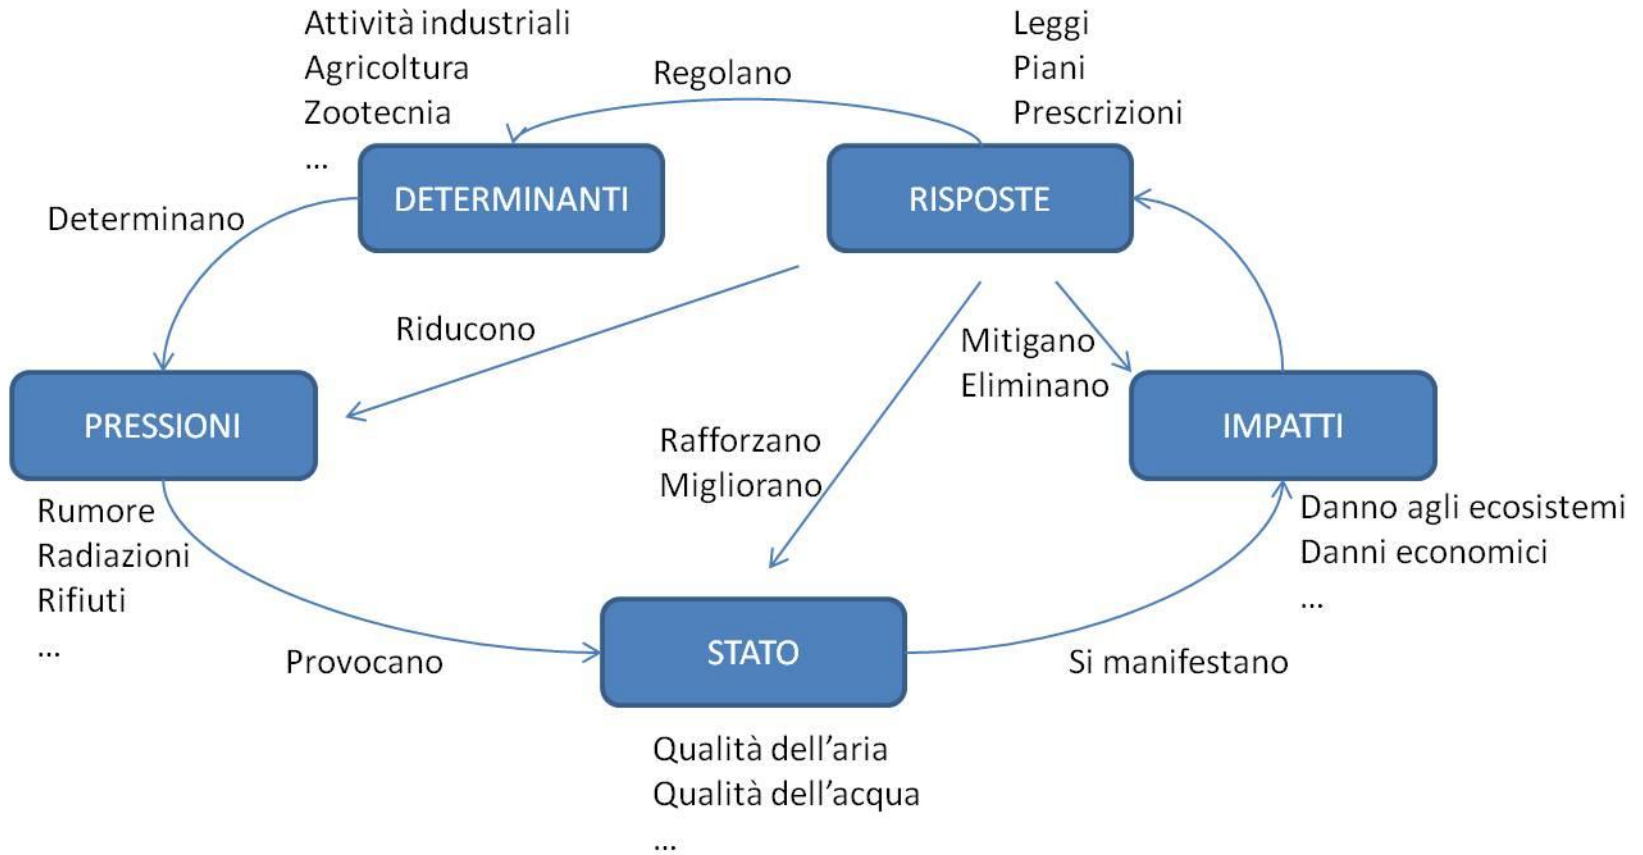 Attività industriali
Agricoltura
Zootecnia
...
Regolano
Leggi
Piani
Prescrizioni
DETERMINANTI
RISPOSTE
Determinano
Riducono
Mitigano
Eliminano
PRESSIONI
Rafforzano
Migliorano
IMPATTI
Rumore
Radiazioni
Rifiuti
...
Danno agli ecosistemi
Danni economici
...
Provocano
STATO
Si manifestano
Qualità dell’aria
Qualità dell’acqua
...